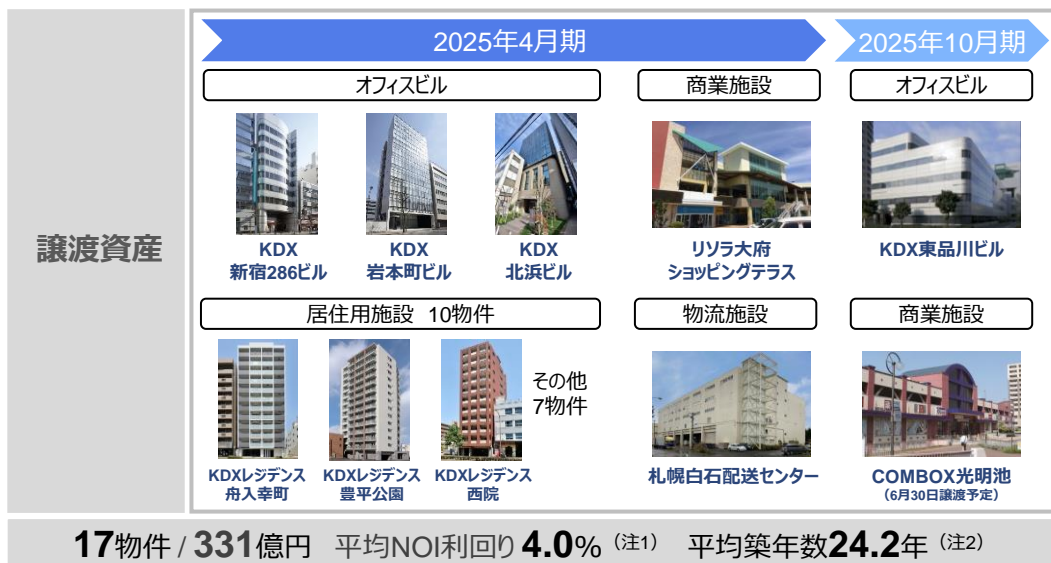 2025年4月期
2025年10月期
譲渡資産
オフィスビル
商業施設
オフィスビル
KDX
新宿286ビル
KDX
岩本町ビル
KDX
北浜ビル
リソラ大府
ショッピングテラス
KDX東品川ビル
居住用施設 10物件
物流施設
商業施設
その他
7物件
KDXレジデンス
舟入幸町
KDXレジデンス
豊平公園
KDXレジデンス
西院
札幌白石配送センター
COMBOX光明池
(6月30日譲渡予定)
17物件 / 331億円 平均NOI利回り 4.0% (注1) 平均築年数24.2年 (注2)